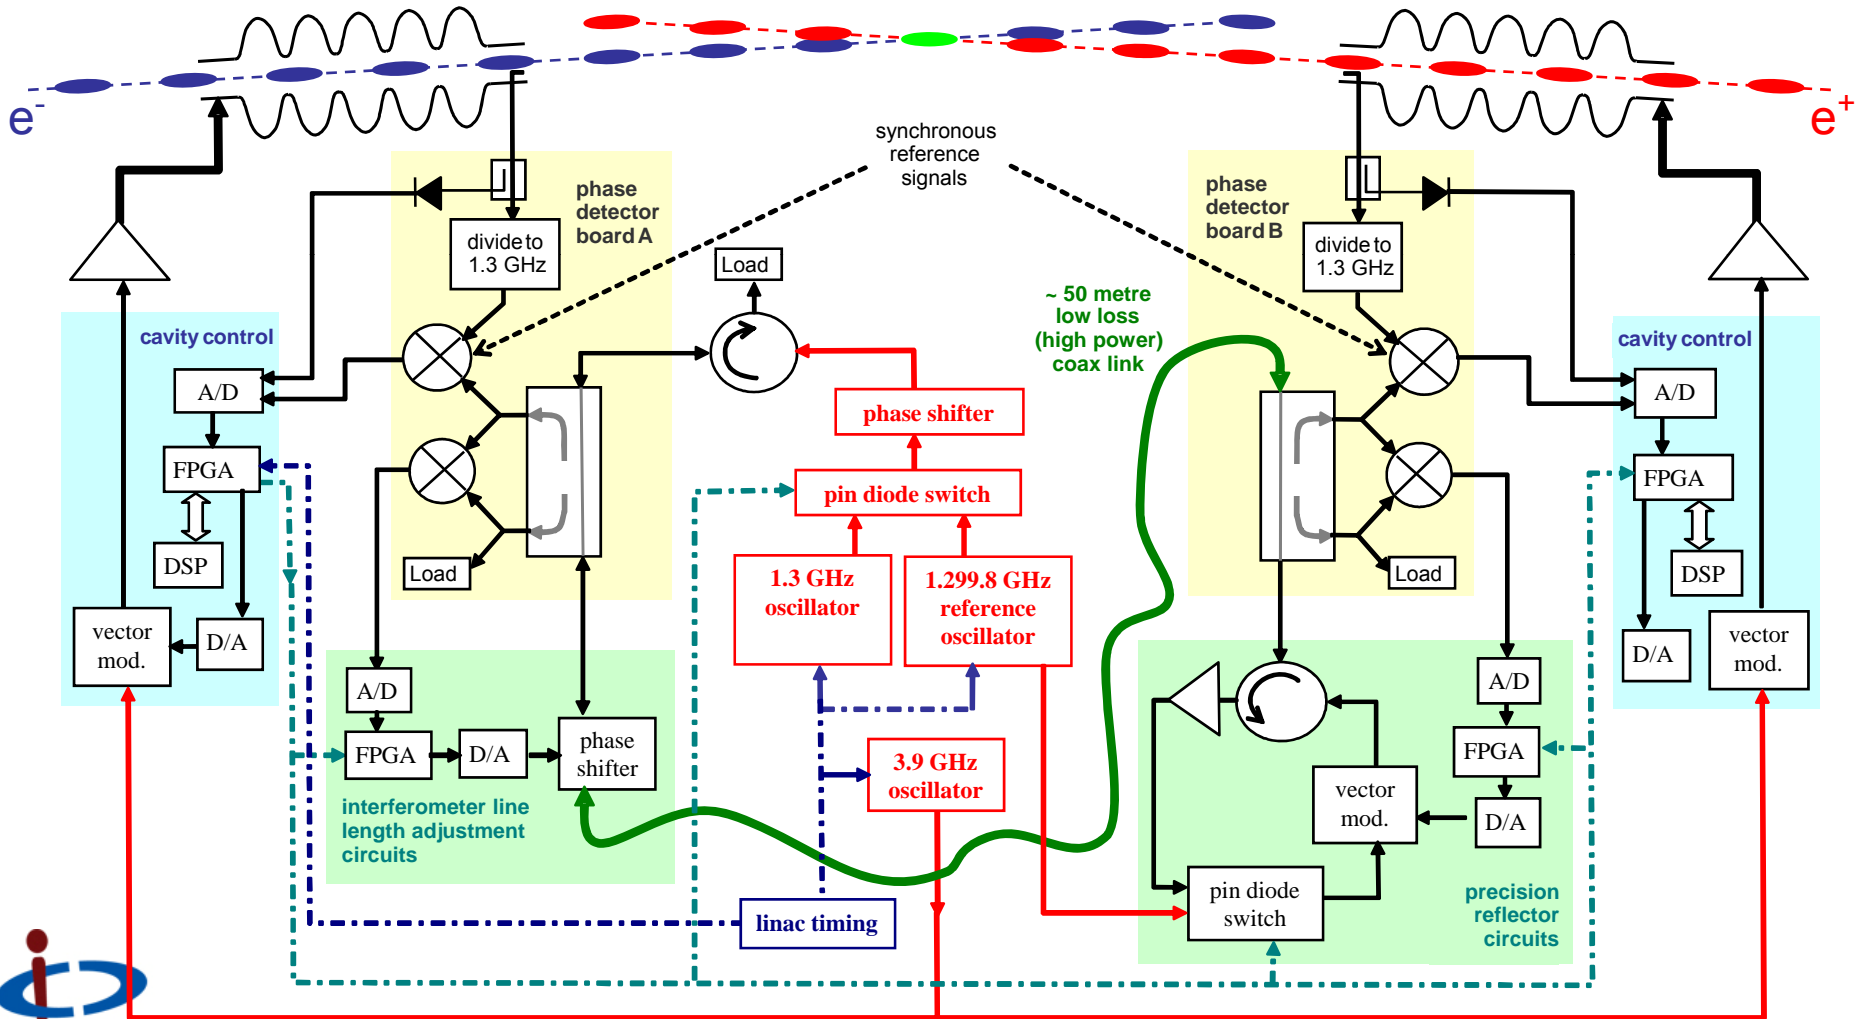 e-
e+
synchronous
reference
signals
phase
detector
board A
divide to
1.3 GHz
Load
~ 50 metre
low loss
(high power)
coax link
phase
detector
board B
divide to
1.3 GHz
cavity control
A/D
FPGA
DSP
D/A
vector
mod.
Load
phase shifter
pin diode switch
1.3 GHz
oscillator
1.299.8 GHz
reference
oscillator
3.9 GHz
oscillator
linac timing
A/D
FPGA
D/A
phase
shifter
interferometer line
length adjustment
circuits
Load
cavity control
A/D
FPGA
DSP
D/A
vector
mod.
A/D
FPGA
D/A
vector
mod.
pin diode
switch
precision
reflector
circuits